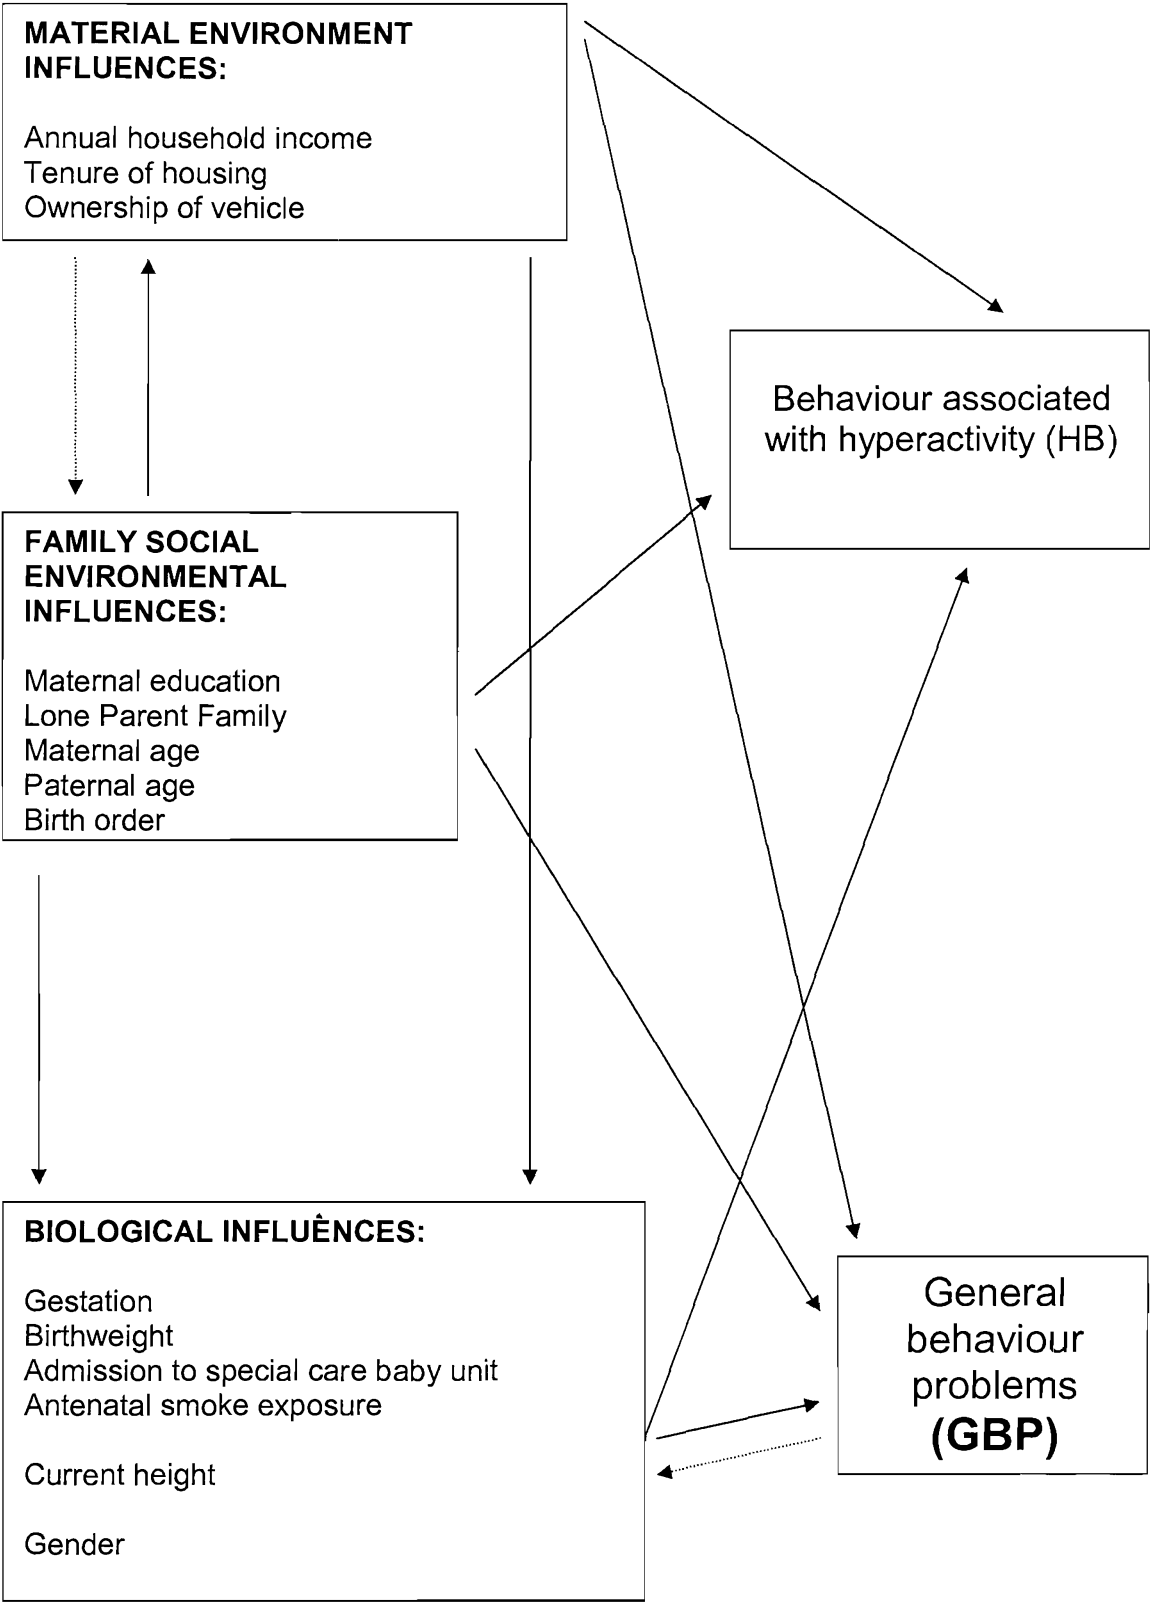 MATERIAL ENVIRONMENT
INFLUENCES:
Annual household income
Tenure of housing
Ownership of vehicle
Behaviour associated
with hyperactivity (HB)
FAMILY SOCIAL
ENVIRONMENTAL
INFLUENCES:
Maternal education
Lone Parent Family
Maternal age
Paternal age
Birth order
BIOLOGICAL INFLUENCES:
Gestation
Birthweight
Admission to special care baby unit
Antenatal smoke exposure
Current height
Gender
General
behaviour
problems
(GBP)